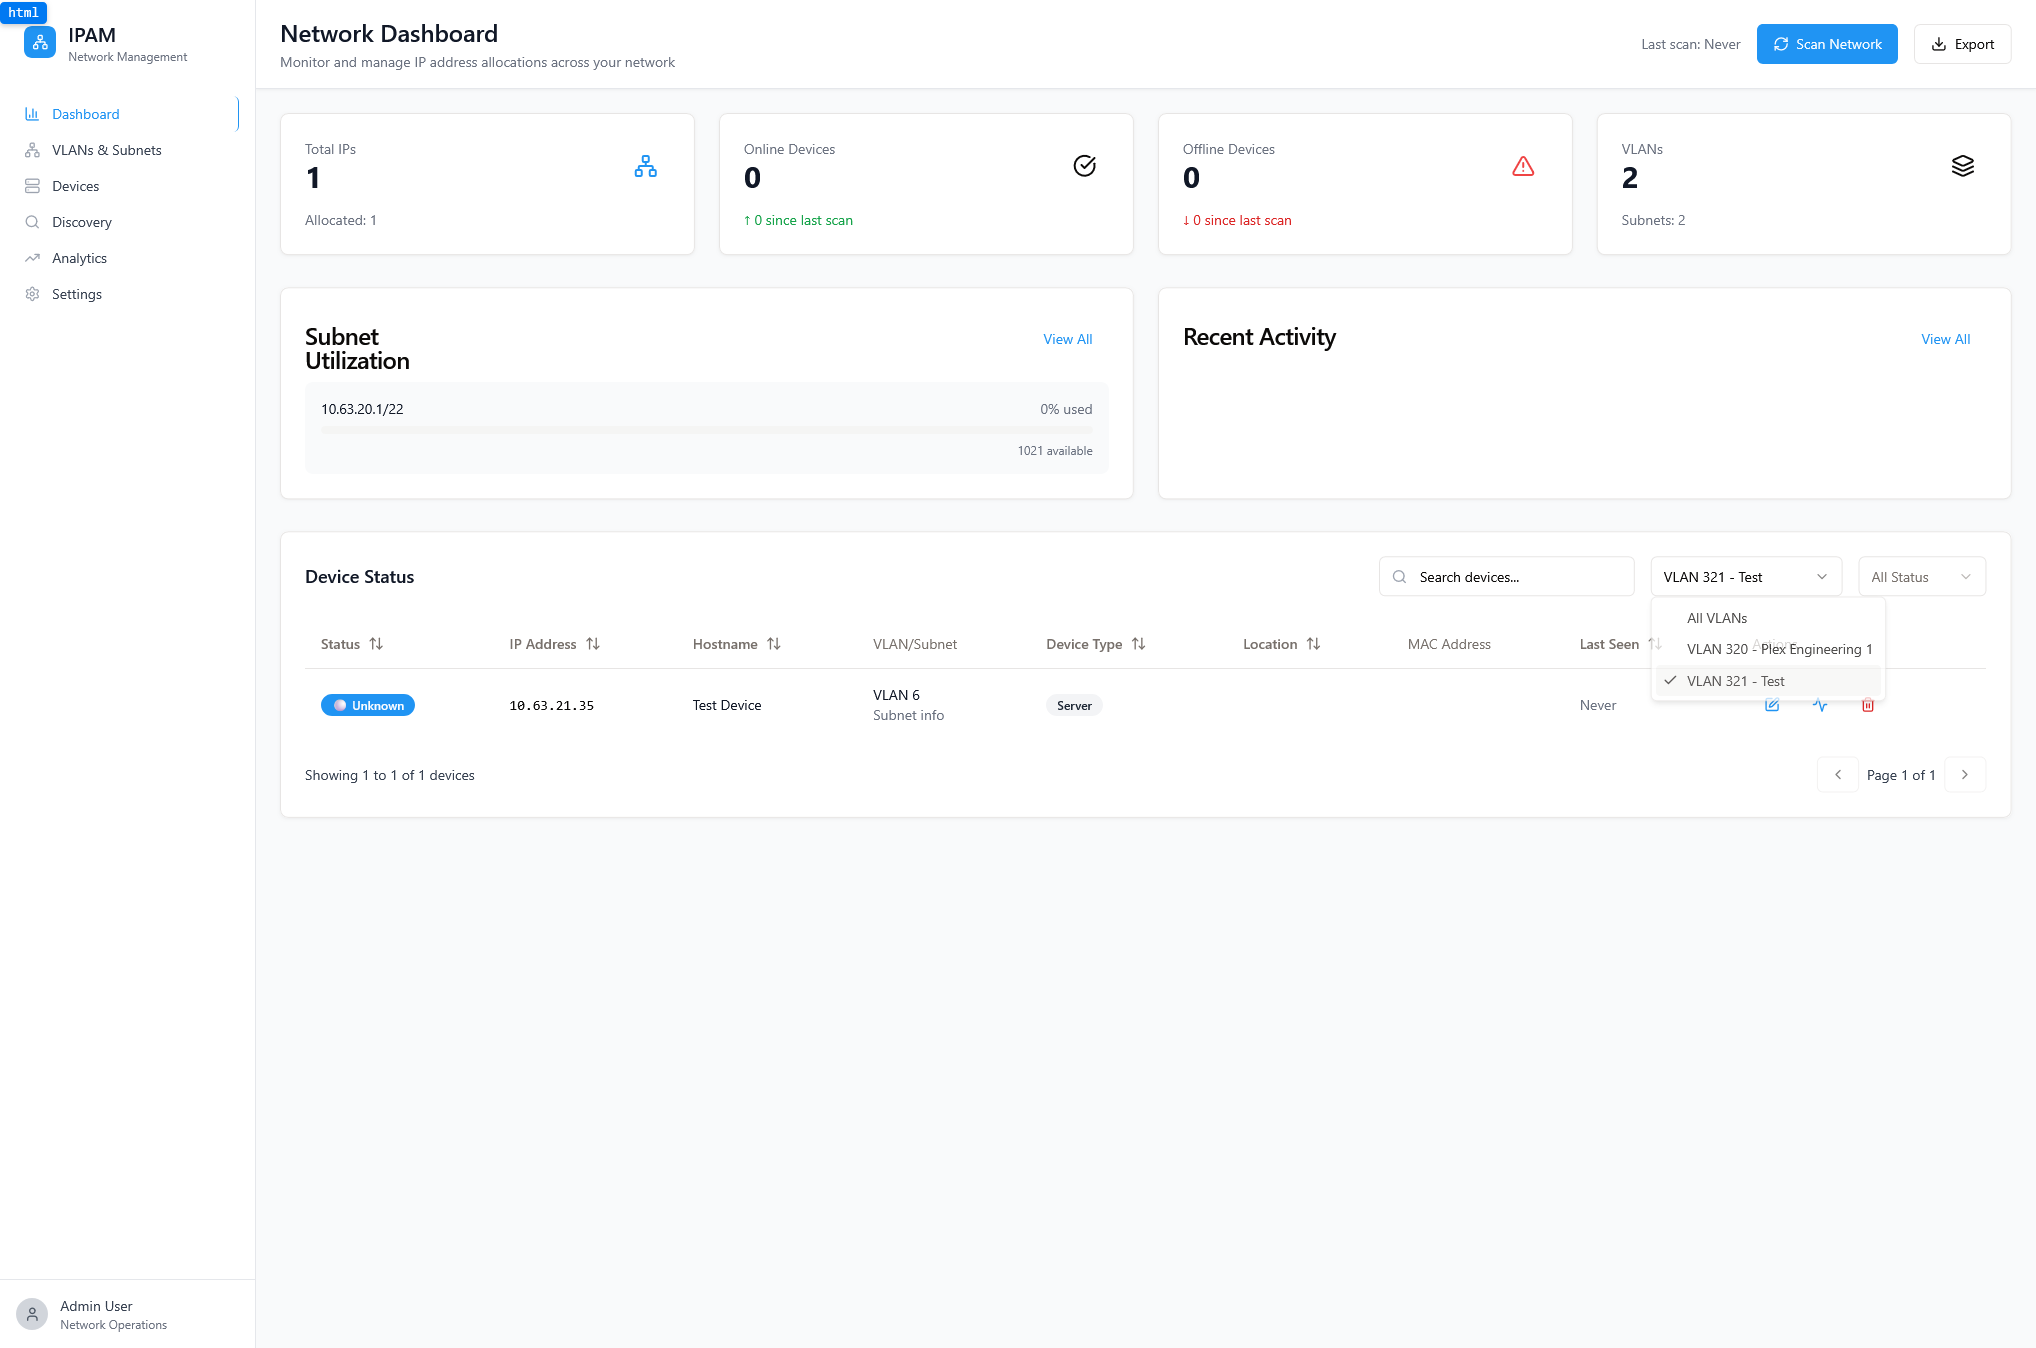 html
IPAM
Network Management
Dashboard
VLANs & Subnets
Devices
Discovery
Analytics
Settings
Admin User
Network Operations
Network Dashboard
Monitor and manage IP address allocations across your network
Last scan: Never
Scan Network
Export
Total IPs
1
Allocated: 1
Online Devices
0
↑ 0 since last scan
Offline Devices
0
↓ 0 since last scan
VLANs
2
Subnets: 2
Subnet
Utilization
View All
10.63.20.1/22
0% used
1021 available
Recent Activity
View All
Device Status
Search devices...
VLAN 321 - Test
All Status
All VLANs
VLAN 320 - Plex Engineering 1
VLAN 321 - Test
Status
IP Address
Hostname
VLAN/Subnet
Device Type
Location
MAC Address
Last Seen
Actions
Unknown
10.63.21.35
Test Device
VLAN 6
Subnet info
Server
Never
Showing 1 to 1 of 1 devices
Page 1 of 1